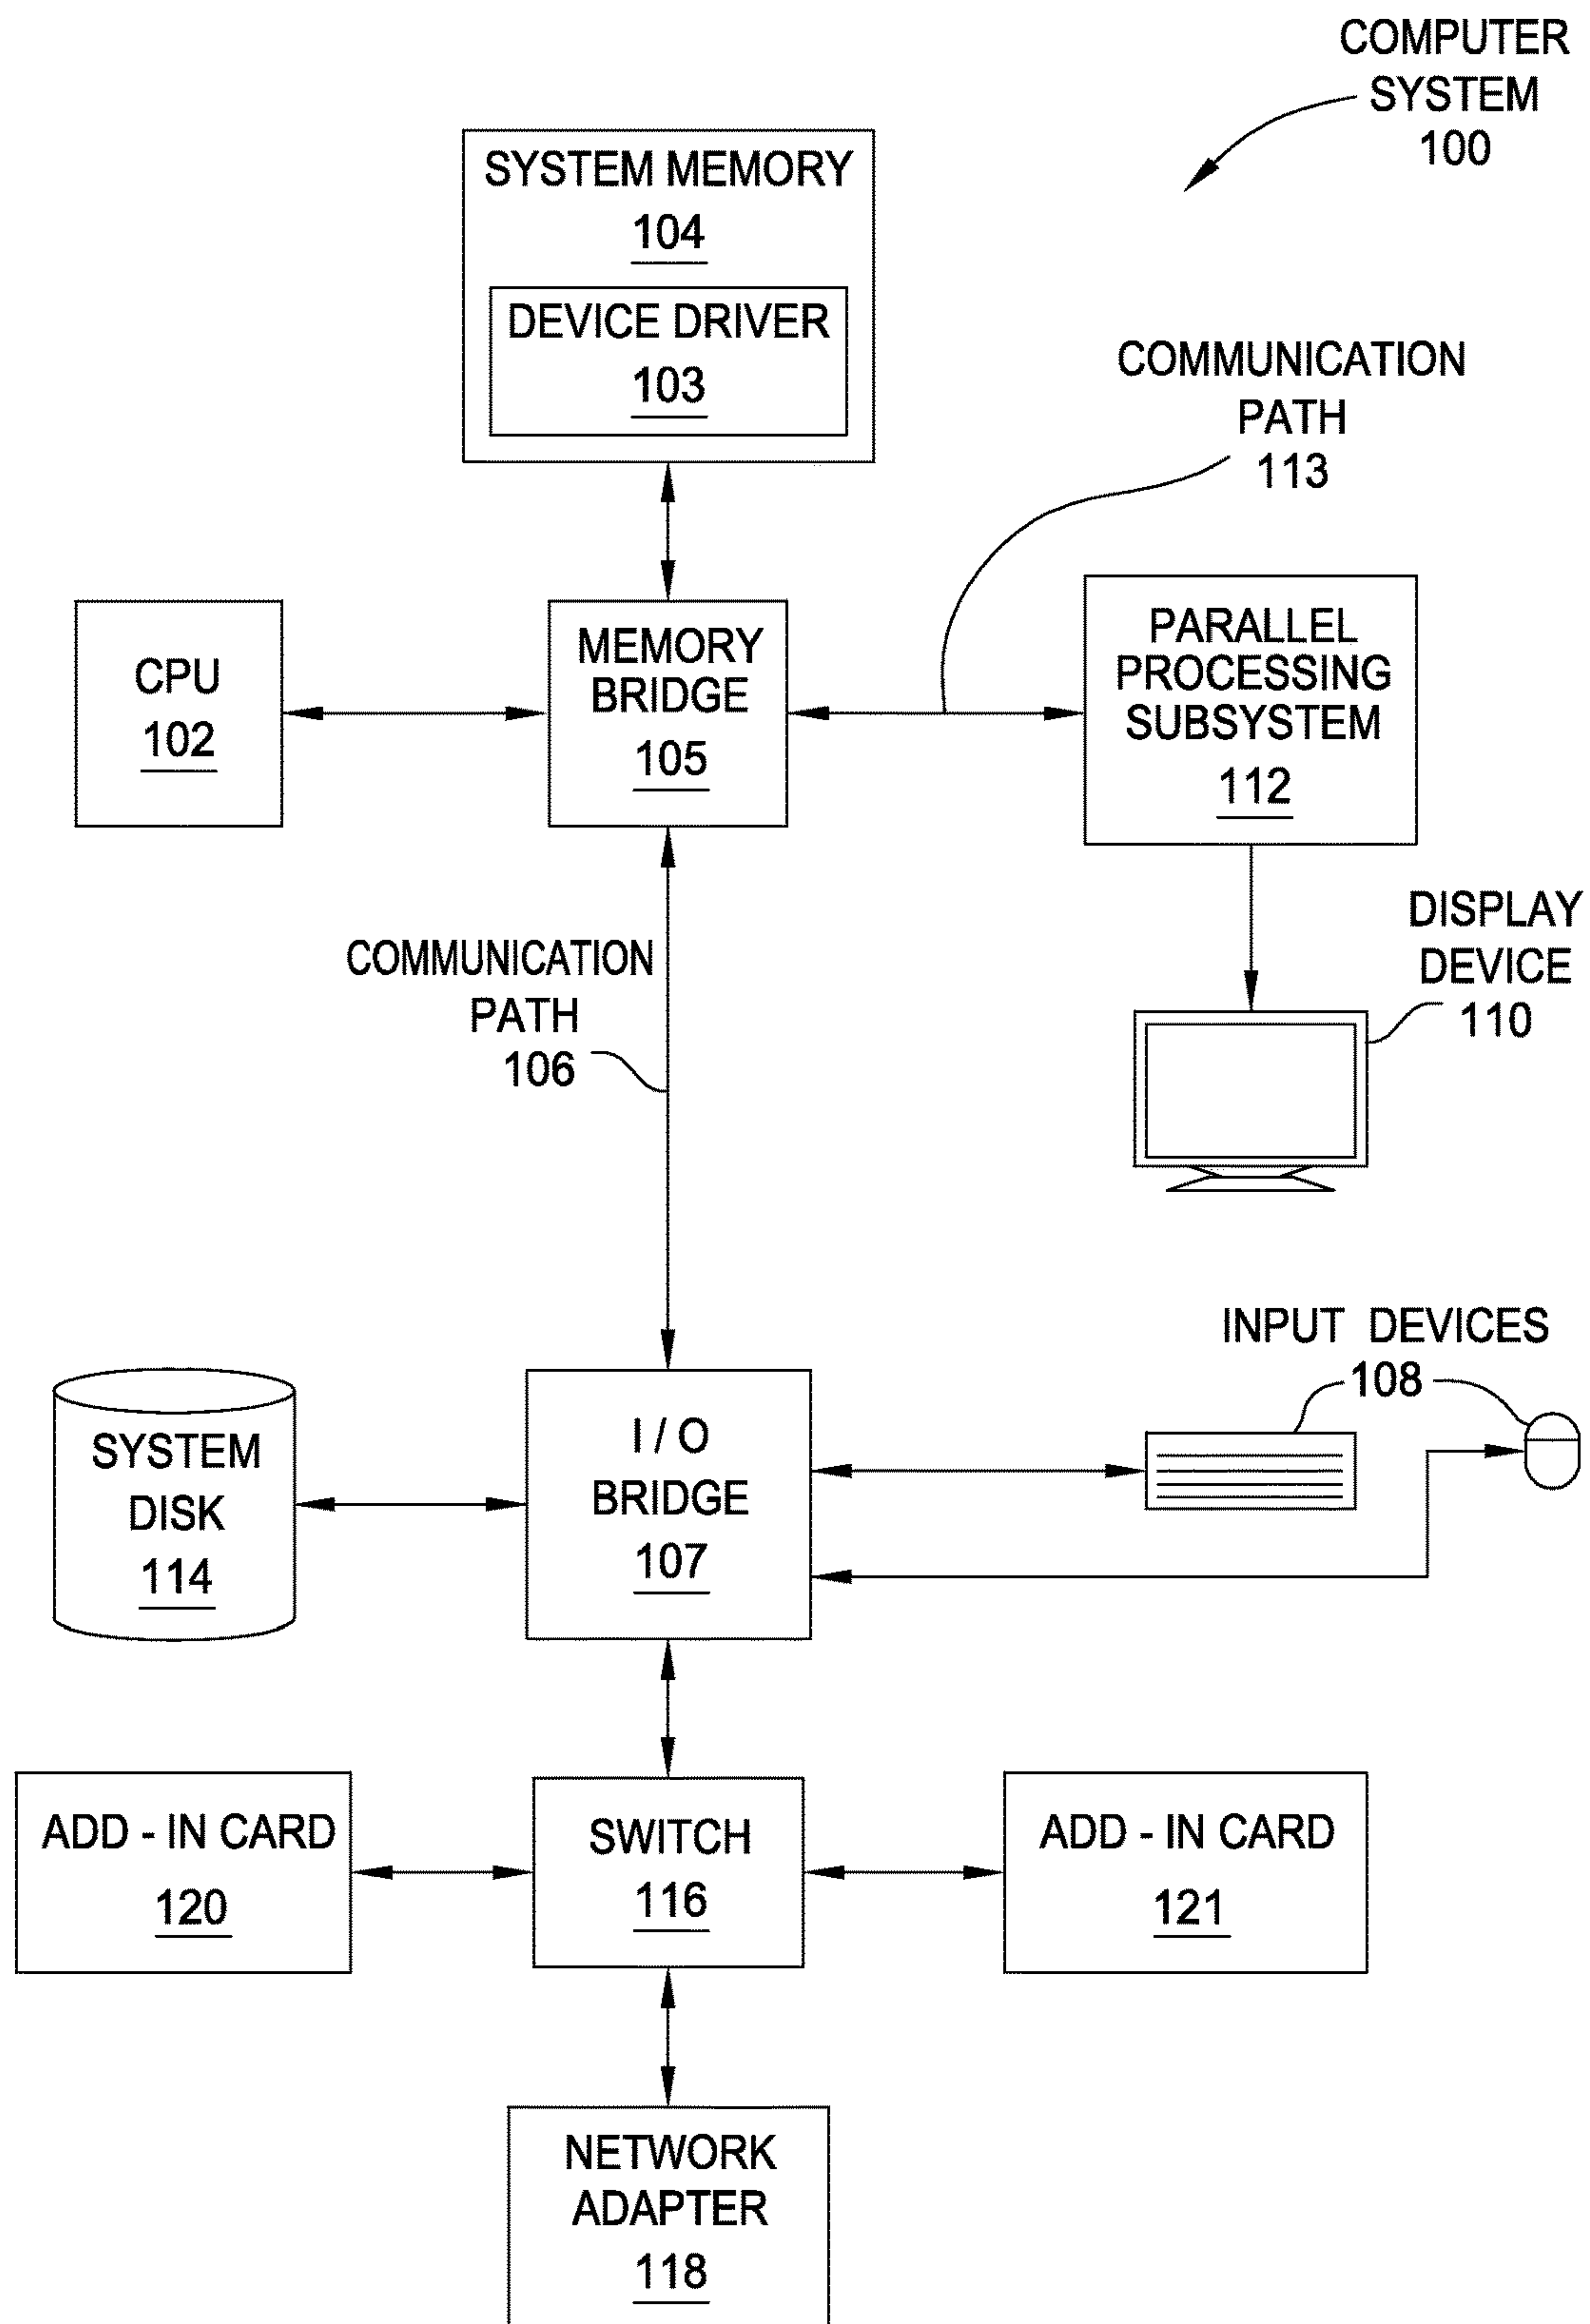 COMPUTER
SYSTEM
100
SYSTEM MEMORY
104
DEVICE DRIVER
103
COMMUNICATION
PATH
113
CPU
102
MEMORY
BRIDGE
105
PARALLEL
PROCESSING
SUBSYSTEM
112
DISPLAY
DEVICE
110
COMMUNICATION
PATH
106
INPUT DEVICES
108
SYSTEM
DISK
114
I / O
BRIDGE
107
ADD - IN CARD
120
SWITCH
116
ADD - IN CARD
121
NETWORK
ADAPTER
118